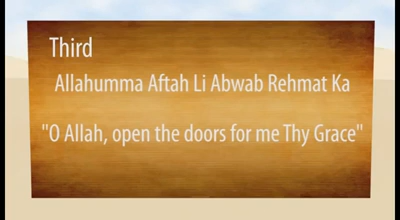 Third
Allahumma Aftah Li Abwab Rehmat Ka
"O Allah, open the doors for me Thy Grace"